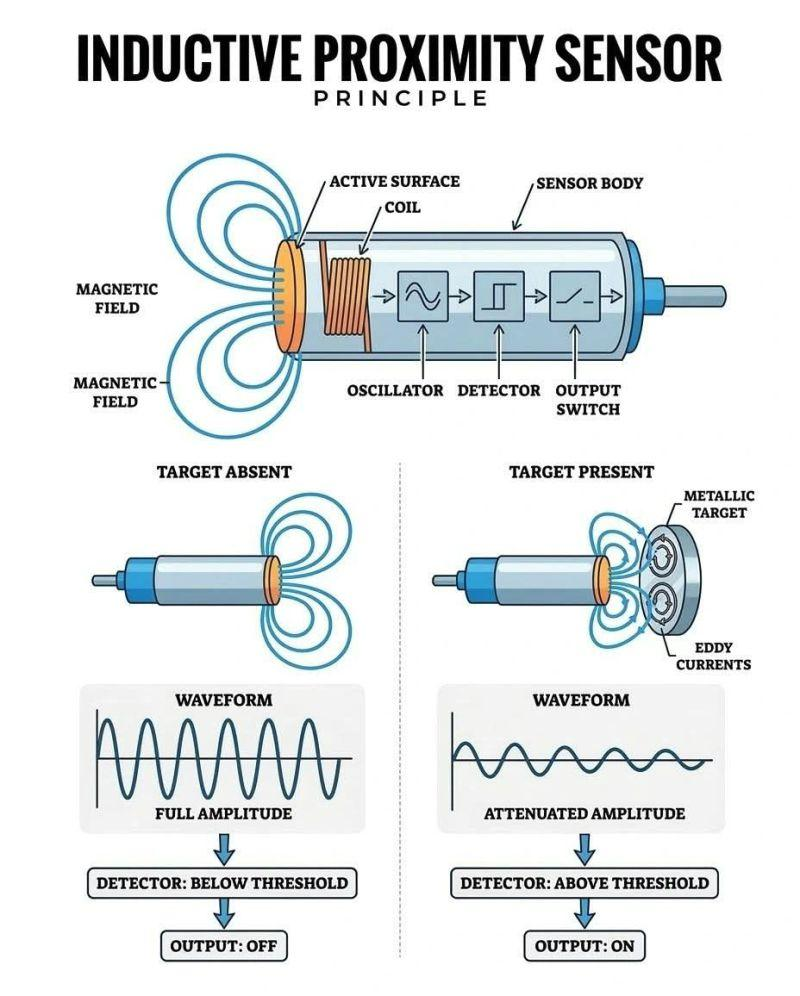 INDUCTIVE PROXIMITY SENSOR
PRINCIPLE
ACTIVE SURFACE
COIL
SENSOR BODY
MAGNETIC
FIELD
MAGNETIC
FIELD
OSCILLATOR
DETECTOR
OUTPUT
SWITCH
TARGET ABSENT
WAVEFORM
FULL AMPLITUDE
DETECTOR: BELOW THRESHOLD
OUTPUT: OFF
TARGET PRESENT
METALLIC
TARGET
EDDY
CURRENTS
WAVEFORM
ATTENUATED AMPLITUDE
DETECTOR: ABOVE THRESHOLD
OUTPUT: ON